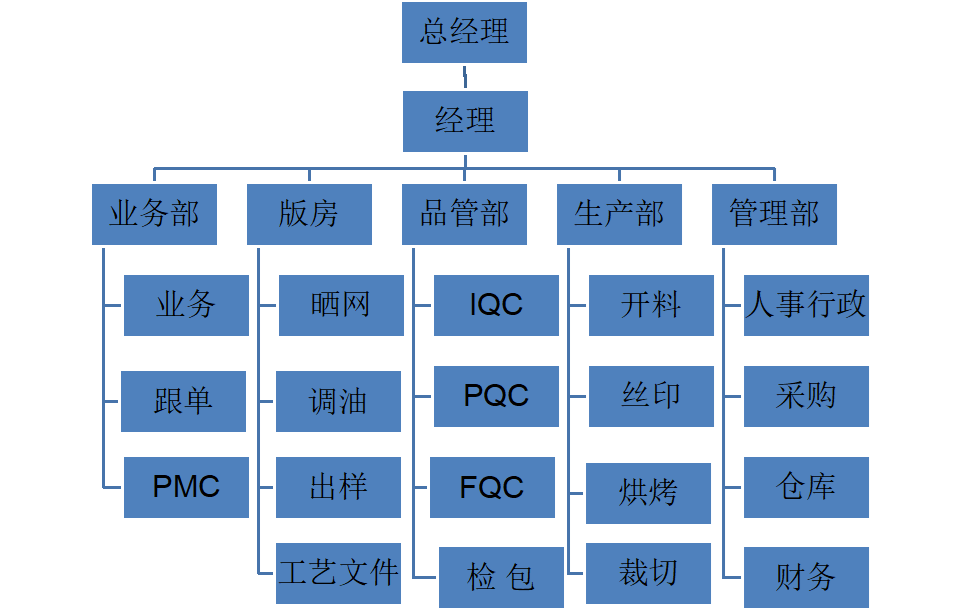 总经理
经理
业务部
版房
品管部
生产部
管理部
业务
晒网
IQC
开料
人事行政
跟单
调油
PQC
丝印
采购
PMC
出样
FQC
烘烤
仓库
工艺文件
检 包
裁切
财务